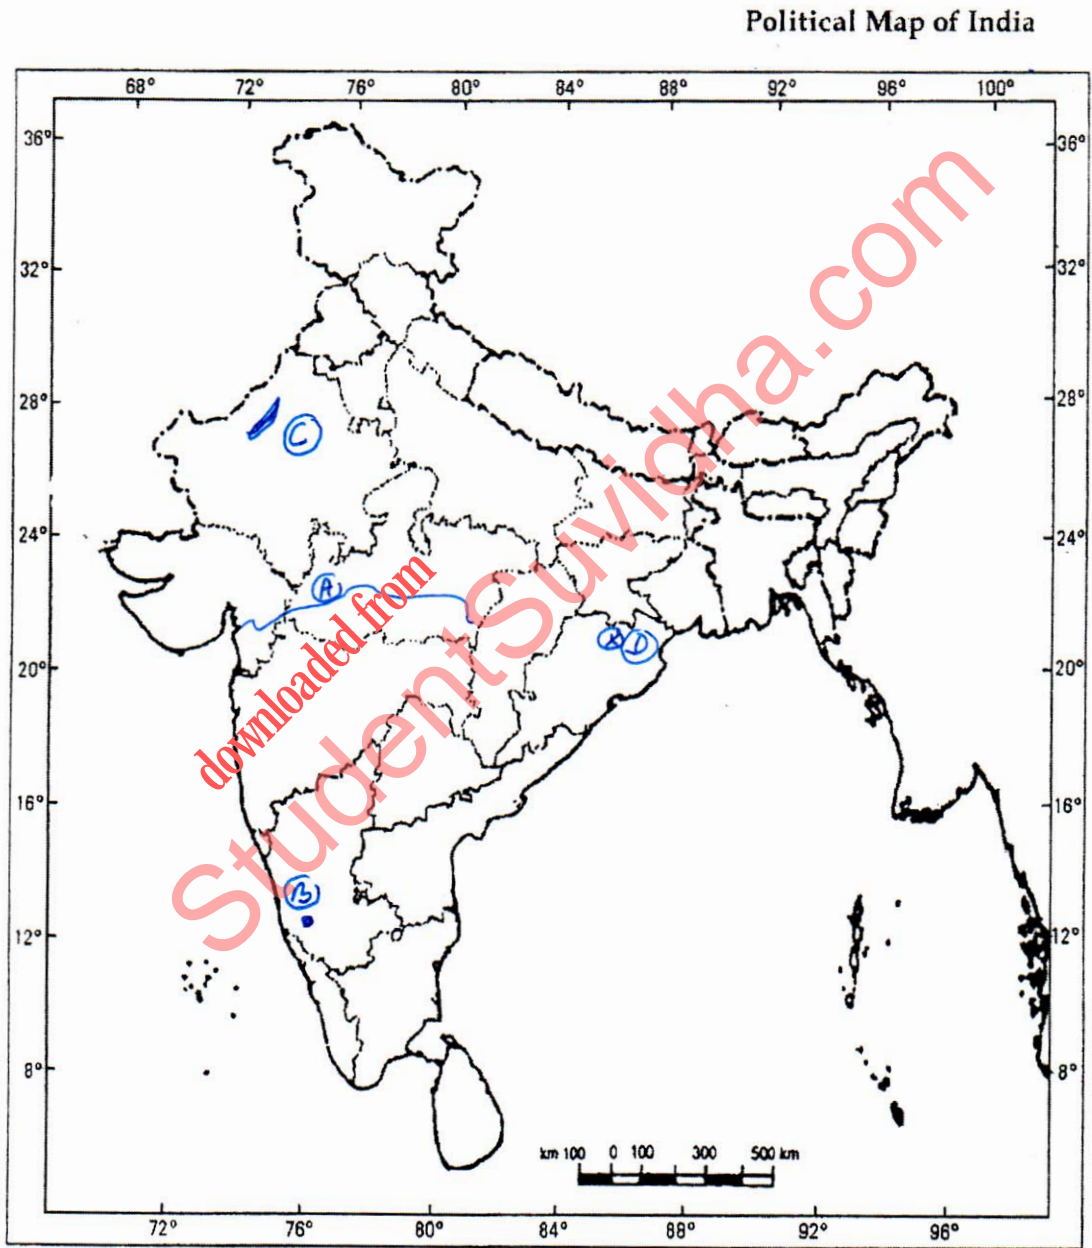 Political Map of India
68° 72° 76° 80° 84° 88° 92° 96° 100°
36° 36°
32° 32°
28° 28°
C
24° 24°
A
X D
20° 20°
16° 16°
B
12° 12°
8° 8°
downloaded from
StudentSuvidha.com
km 100 0 100 300 500 km
72° 76° 80° 84° 88° 92° 96°